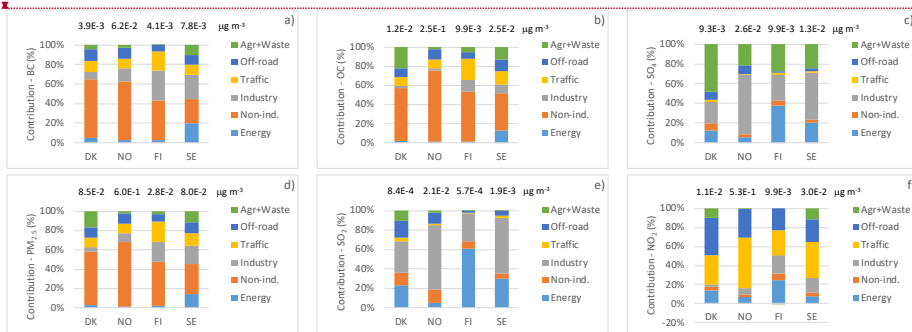 a)
3.9E-3 6.2E-2 4.1E-3 7.8E-3 µg m-3
Contribution - BC (%)
100%
80%
60%
40%
20%
0%
DK NO FI SE
Agr+Waste
Off-road
Traffic
Industry
Non-ind.
Energy
b)
1.2E-2 2.5E-1 9.9E-3 2.5E-2 µg m-3
Contribution - OC (%)
100%
80%
60%
40%
20%
0%
DK NO FI SE
Agr+Waste
Off-road
Traffic
Industry
Non-ind.
Energy
c)
9.3E-3 2.6E-2 9.9E-3 1.3E-2 µg m-3
Contribution - SO4 (%)
100%
80%
60%
40%
20%
0%
DK NO FI SE
Agr+Waste
Off-road
Traffic
Industry
Non-ind.
Energy
d)
8.5E-2 6.0E-1 2.8E-2 8.0E-2 µg m-3
Contribution - PM2.5 (%)
100%
80%
60%
40%
20%
0%
DK NO FI SE
Agr+Waste
Off-road
Traffic
Industry
Non-ind.
Energy
e)
8.4E-4 2.1E-2 5.7E-4 1.9E-3 µg m-3
Contribution - SO2 (%)
100%
80%
60%
40%
20%
0%
DK NO FI SE
Agr+Waste
Off-road
Traffic
Industry
Non-ind.
Energy
f
1.1E-2 5.3E-1 9.9E-3 3.0E-2 µg m-3
Contribution - NO2 (%)
100%
80%
60%
40%
20%
0%
-20%
DK NO FI SE
Agr+Waste
Off-road
Traffic
Industry
Non-ind.
Energy